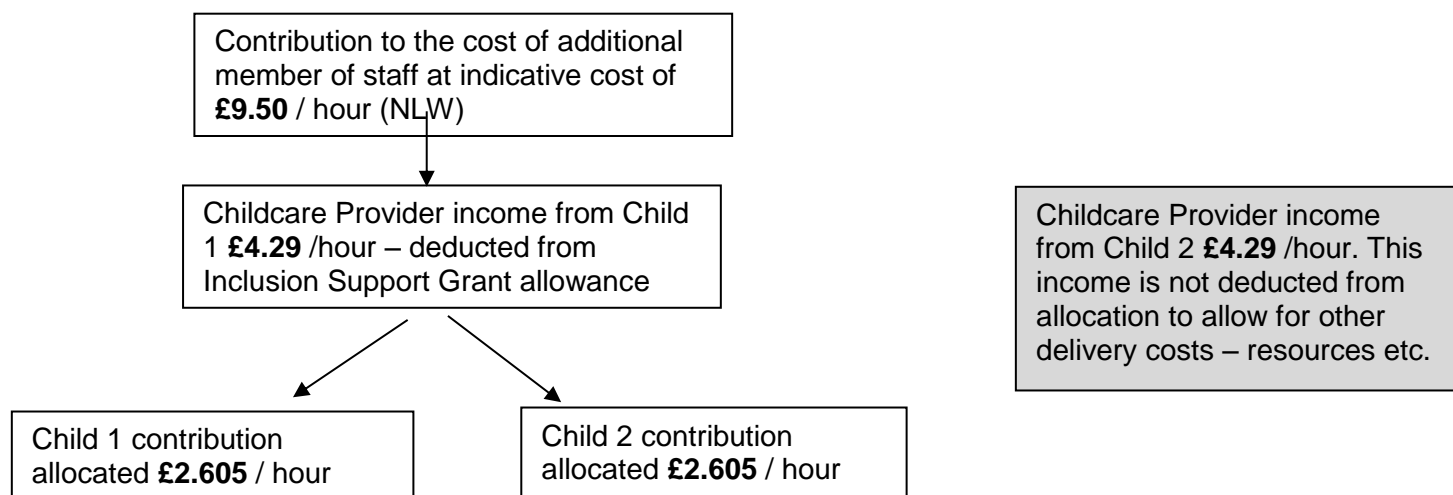 Contribution to the cost of additional
member of staff at indicative cost of
£9.50 / hour (NLW)
Childcare Provider income from Child
1 £4.29 /hour – deducted from
Inclusion Support Grant allowance
Childcare Provider income
from Child 2 £4.29 /hour. This
income is not deducted from
allocation to allow for other
delivery costs – resources etc.
Child 1 contribution
allocated £2.605 / hour
Child 2 contribution
allocated £2.605 / hour